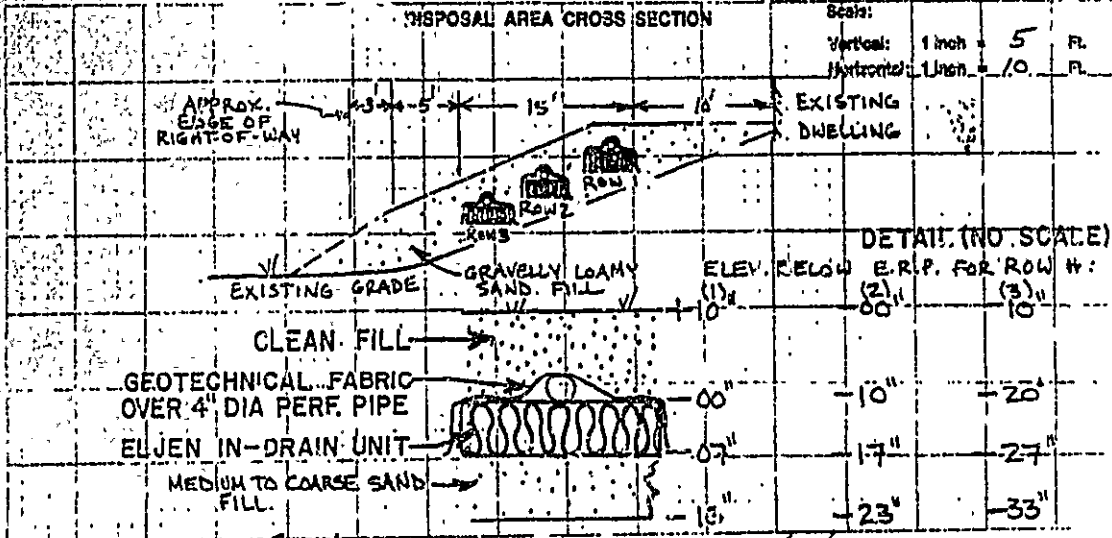 DISPOSAL AREA CROSS SECTION
Scale:
Vertical: 1 inch = 5 Ft.
Horizontal: 1 inch = 10 Ft.
APPROX. EDGE OF RIGHT-OF-WAY
3' 5' 15' 10'
EXISTING DWELLING
ROW
ROW 2
ROW 3
GRAVELLY LOAMY SAND FILL
EXISTING GRADE
DETAIL (NO SCALE)
ELEV. BELOW E.R.P. FOR ROW #:
(1) (2) (3)
+10" 00" 10"
CLEAN FILL
GEOTECHNICAL FABRIC OVER 4" DIA PERF. PIPE
-00" -10" -20"
ELJEN IN-DRAIN UNIT
-07" -17" -27"
MEDIUM TO COARSE SAND FILL.
-13" -23" -33"